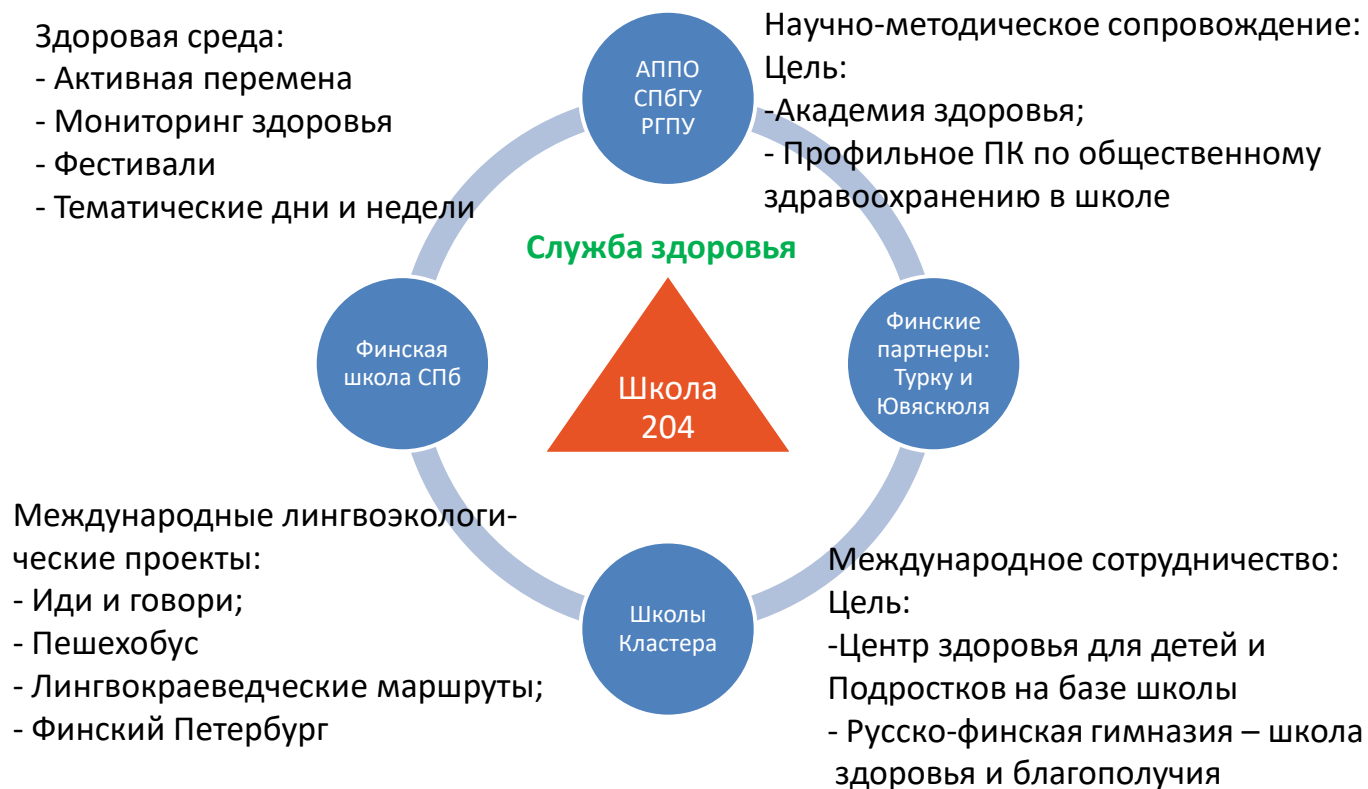 Здоровая среда:
- Активная перемена
- Мониторинг здоровья
- Фестивали
- Тематические дни и недели
АППО
СПбГУ
РГПУ
Научно-методическое сопровождение:
Цель:
-Академия здоровья;
- Профильное ПК по общественному
здравоохранению в школе
Служба здоровья
Финская
школа СПб
Школа
204
Финские
партнеры:
Турку и
Ювяскюля
Международные лингвоэкологи-
ческие проекты:
- Иди и говори;
- Пешехобус
- Лингвокраеведческие маршруты;
- Финский Петербург
Школы
Кластера
Международное сотрудничество:
Цель:
-Центр здоровья для детей и
Подростков на базе школы
- Русско-финская гимназия – школа
здоровья и благополучия